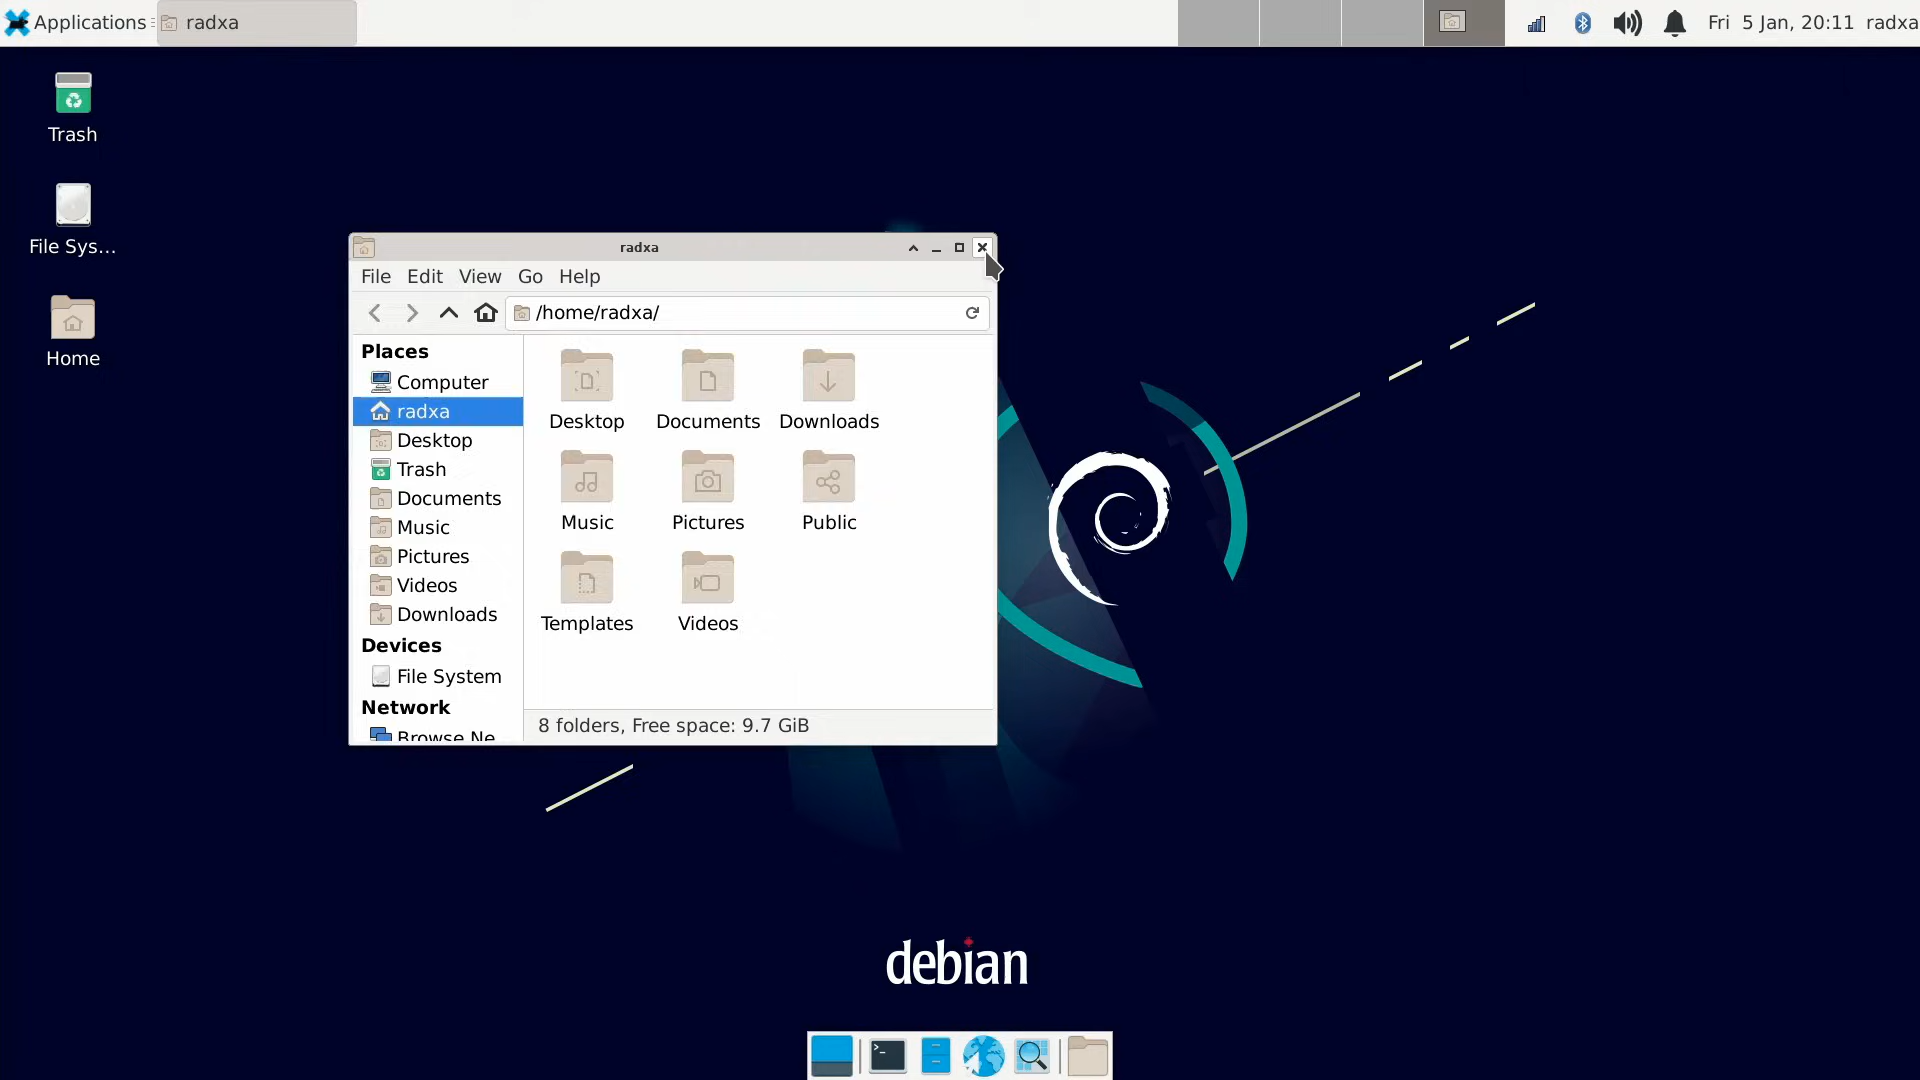 Applications
radxa
Fri 5 Jan, 20:11
radxa
Trash
File Sys...
Home
radxa
File Edit View Go Help
/home/radxa/
Places
Computer
radxa
Desktop
Trash
Documents
Music
Pictures
Videos
Downloads
Devices
File System
Network
Browse Ne
Desktop Documents Downloads
Music Pictures Public
Templates Videos
8 folders, Free space: 9.7 GiB
debian